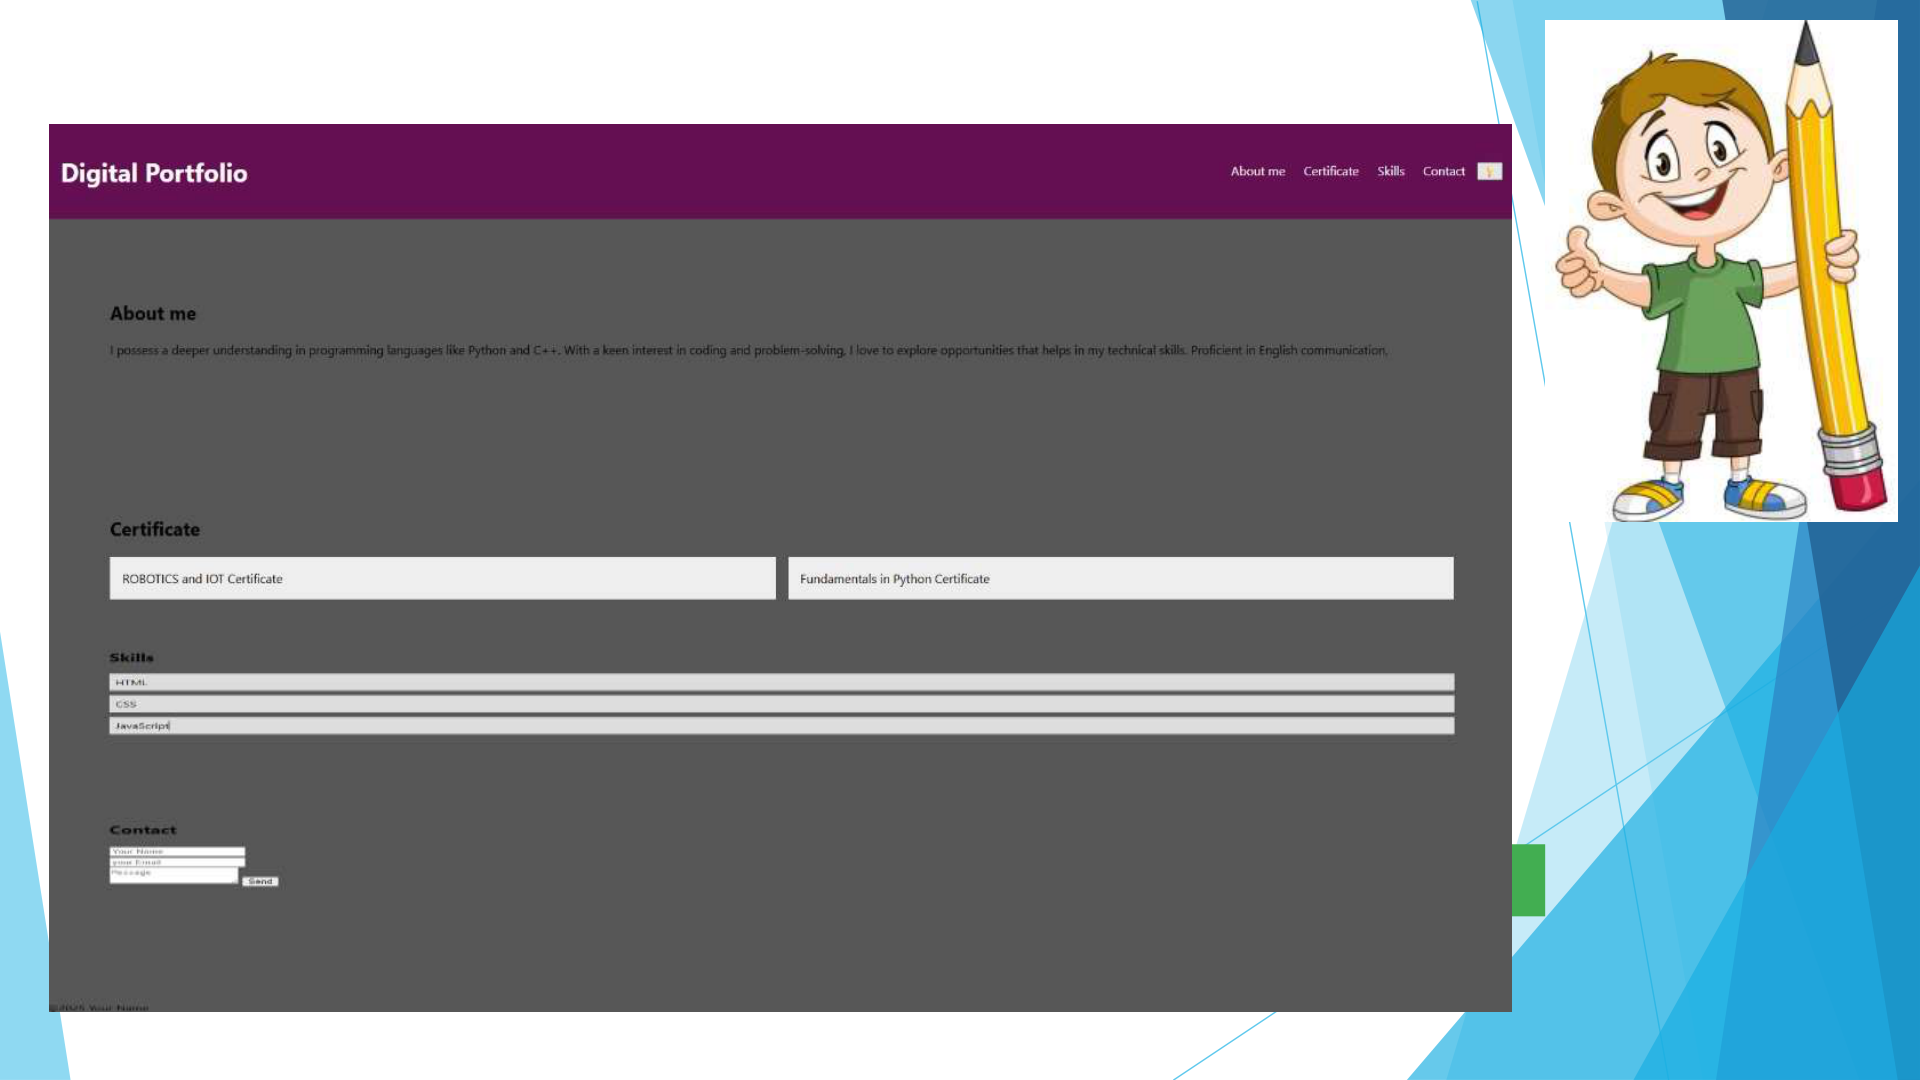 Digital Portfolio
About me Certificate Skills Contact
About me
I possess a deeper understanding in programming languages like Python and C++. With a keen interest in coding and problem-solving, I love to explore opportunities that helps in my technical skills. Proficient in English communication,
Certificate
ROBOTICS and IOT Certificate Fundamentals in Python Certificate
Skills
HTML
CSS
JavaScript
Contact
Your Name
your Email
Message
Send
©2025 Your Name